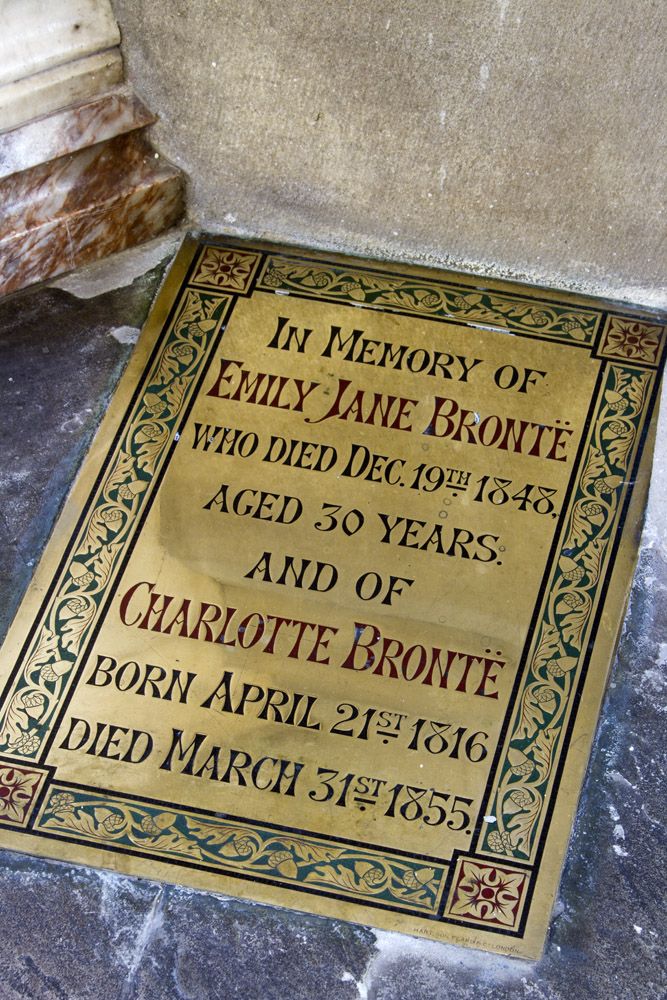 In Memory of
Emily Jane Brontë
who died Dec. 19th 1848,
aged 30 years.
and of
Charlotte Brontë
born April 21st 1816
died March 31st 1855.
LONDON